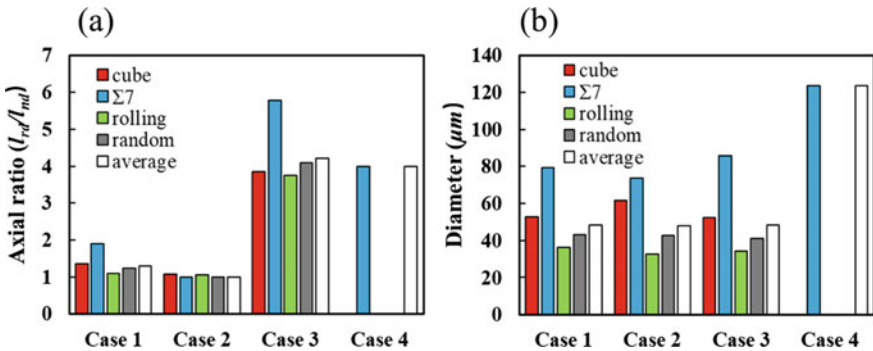 (a)
Axial ratio (l_rd/l_nd)
7
6
5
4
3
2
1
0
cube
Σ7
rolling
random
average
Case 1 Case 2 Case 3 Case 4
(b)
Diameter (μm)
140
120
100
80
60
40
20
0
cube
Σ7
rolling
random
average
Case 1 Case 2 Case 3 Case 4